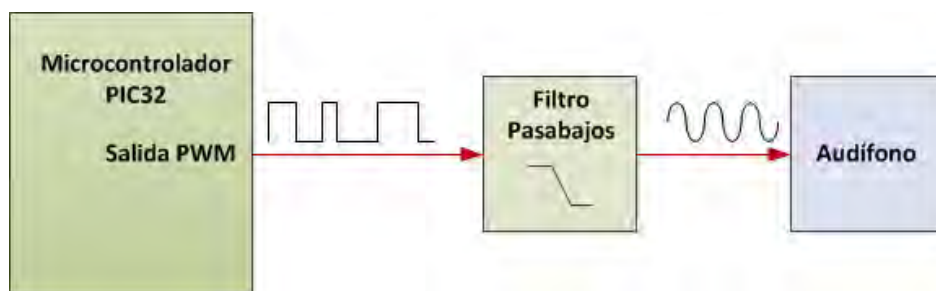 Microcontrolador
PIC32
Salida PWM
Filtro
Pasabajos
Audífono